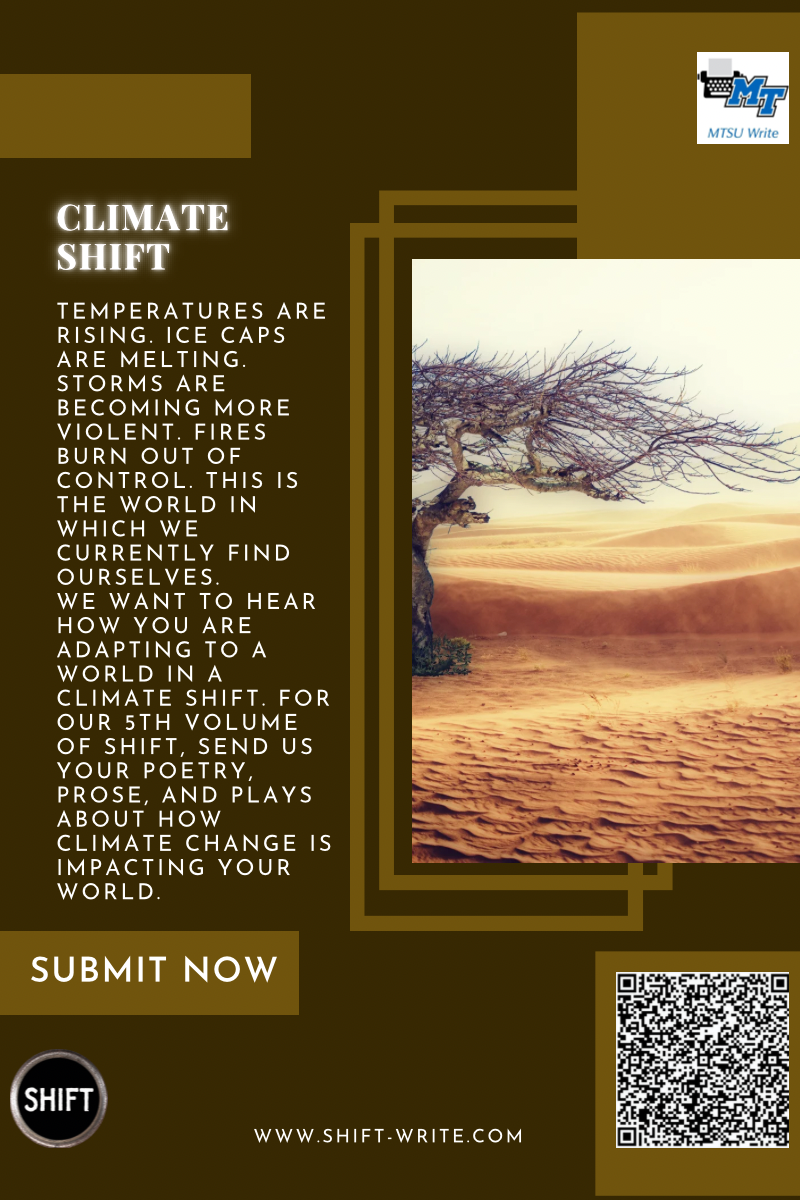 MT
MTSU Write
CLIMATE
SHIFT
TEMPERATURES ARE
RISING. ICE CAPS
ARE MELTING.
STORMS ARE
BECOMING MORE
VIOLENT. FIRES
BURN OUT OF
CONTROL. THIS IS
THE WORLD IN
WHICH WE
CURRENTLY FIND
OURSELVES.
WE WANT TO HEAR
HOW YOU ARE
ADAPTING TO A
WORLD IN A
CLIMATE SHIFT. FOR
OUR 5TH VOLUME
OF SHIFT, SEND US
YOUR POETRY,
PROSE, AND PLAYS
ABOUT HOW
CLIMATE CHANGE IS
IMPACTING YOUR
WORLD.
SUBMIT NOW
SHIFT
WWW.SHIFT-WRITE.COM